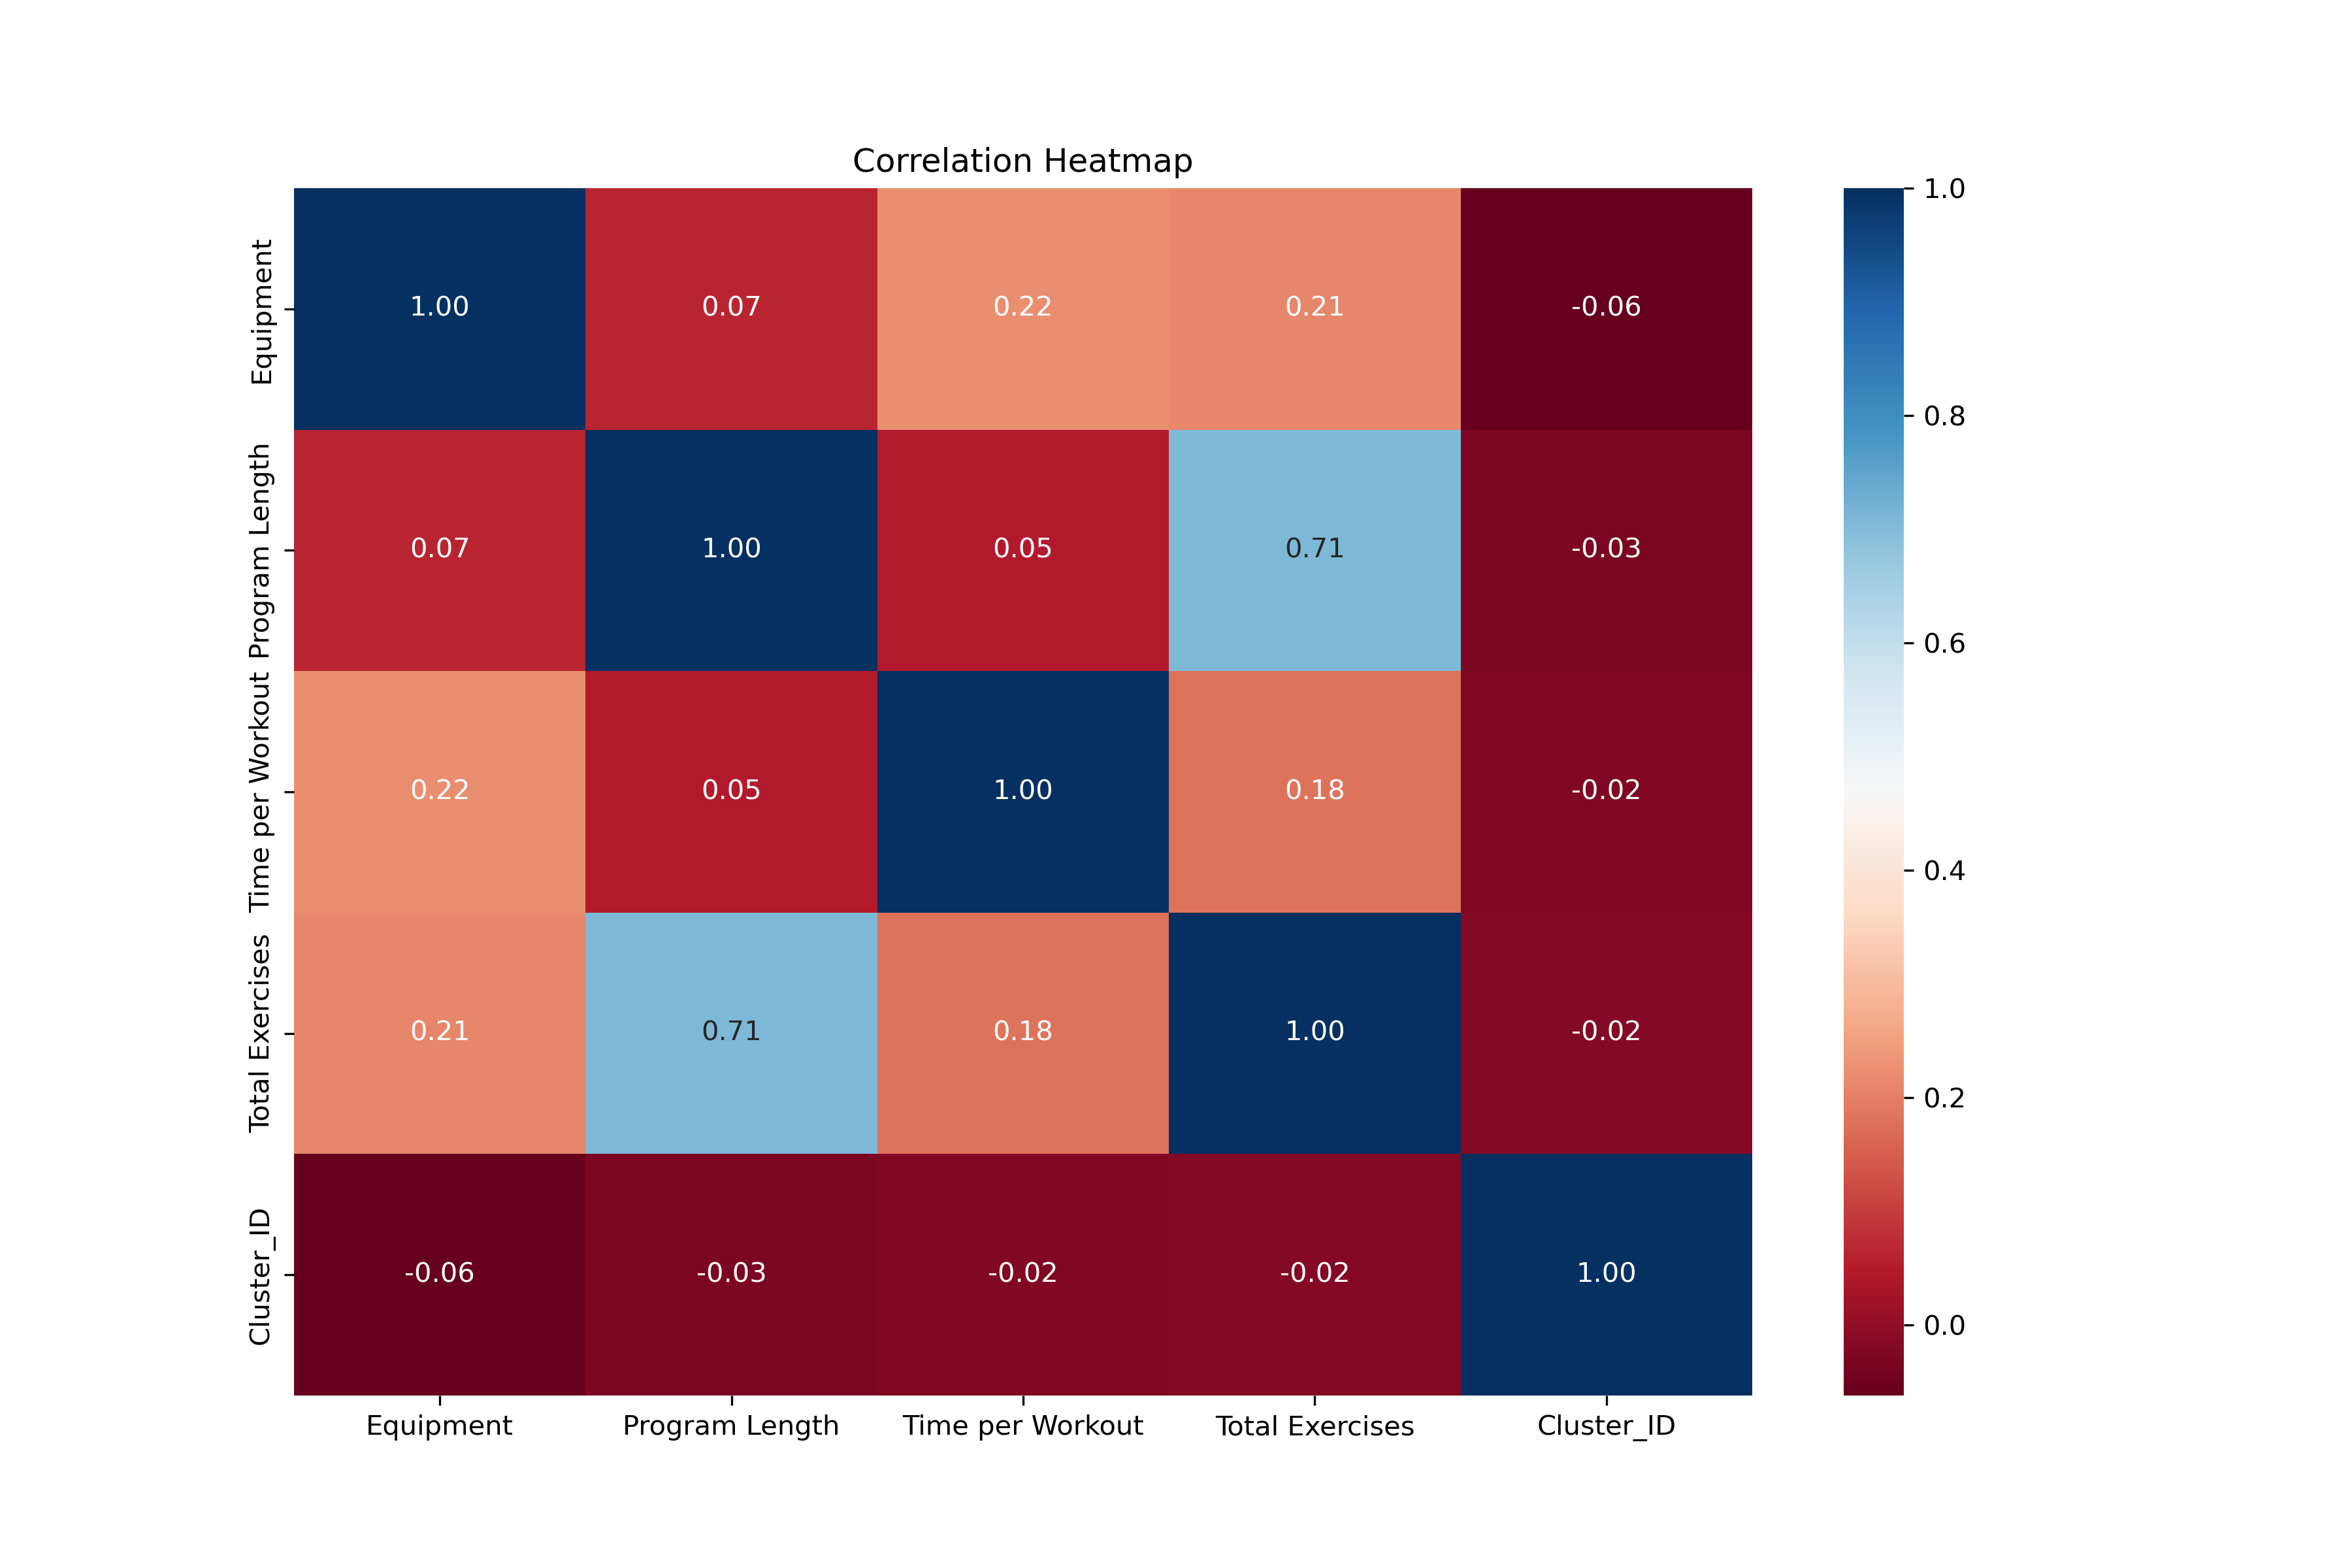 Correlation Heatmap
Equipment
1.00 0.07 0.22 0.21 -0.06
Program Length
0.07 1.00 0.05 0.71 -0.03
Time per Workout
0.22 0.05 1.00 0.18 -0.02
Total Exercises
0.21 0.71 0.18 1.00 -0.02
Cluster_ID
-0.06 -0.03 -0.02 -0.02 1.00
Equipment Program Length Time per Workout Total Exercises Cluster_ID
1.0
0.8
0.6
0.4
0.2
0.0